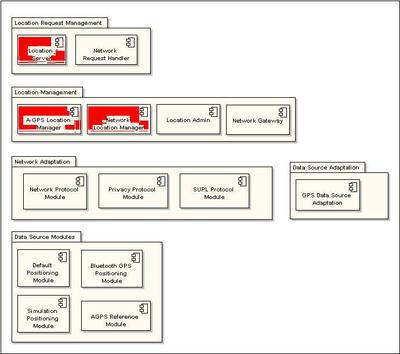 Location Request Management
Location
Server
Network
Request Handler
Location Management
A-GPS Location
Manager
Network
Location Manager
Location Admin
Network Gateway
Network Adaptation
Network Protocol
Module
Privacy Protocol
Module
SUPL Protocol
Module
Data Source Adaptation
GPS Data Source
Adaptation
Data Source Modules
Default
Positioning
Module
Bluetooth GPS
Positioning
Module
Simulation
Positioning
Module
AGPS Reference
Module